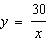 y = 30/x